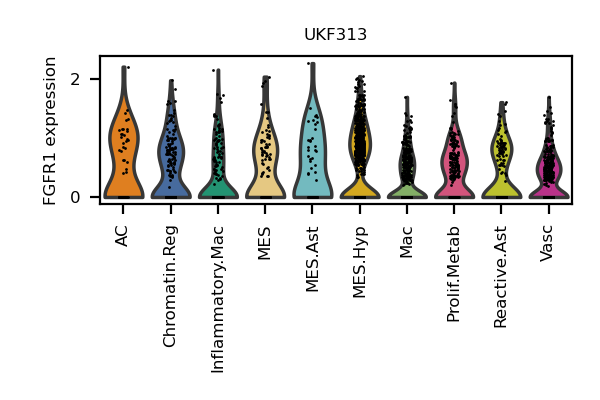 UKF313
FGFR1 expression
2
0
AC
Chromatin.Reg
Inflammatory.Mac
MES
MES.Ast
MES.Hyp
Mac
Prolif.Metab
Reactive.Ast
Vasc